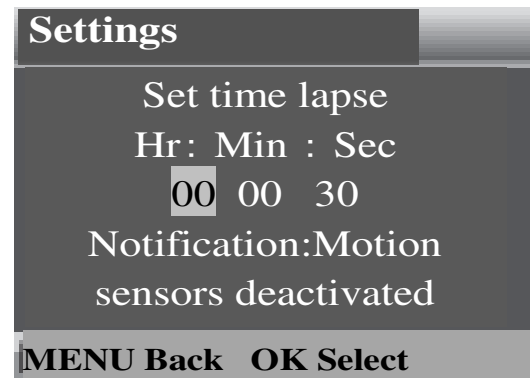 Settings
Set time lapse
Hr: Min : Sec
00 00 30
Notification:Motion
sensors deactivated
MENU Back OK Select